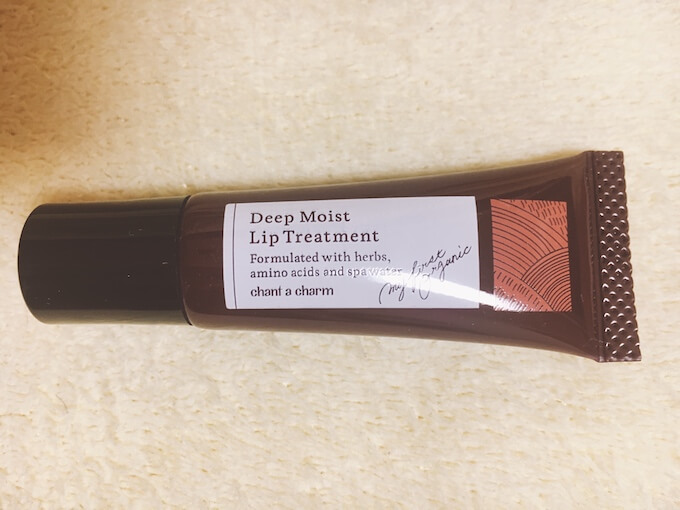 Deep Moist
Lip Treatment
Formulated with herbs,
amino acids and spa water
chant a charm
my first
Organic